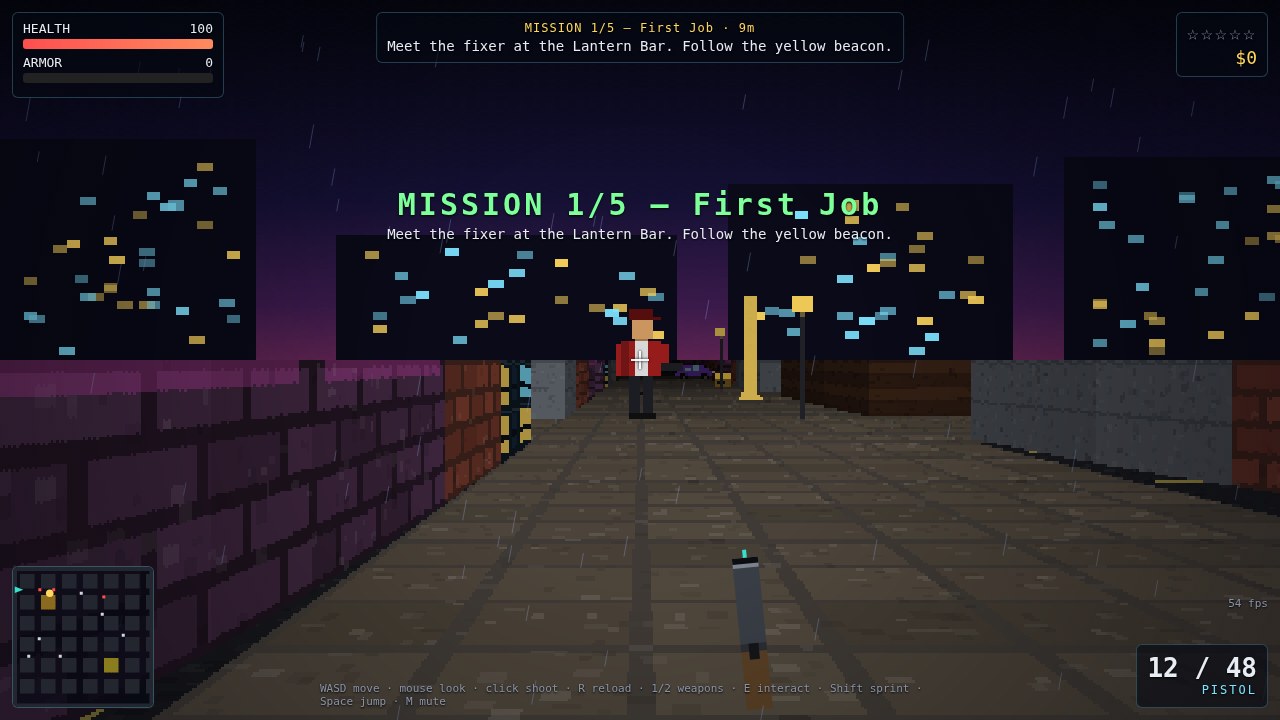 HEALTH 100
ARMOR 0
MISSION 1/5 — First Job · 9m
Meet the fixer at the Lantern Bar. Follow the yellow beacon.
☆☆☆☆☆
$0
MISSION 1/5 — First Job
Meet the fixer at the Lantern Bar. Follow the yellow beacon.
54 fps
12 / 48
PISTOL
WASD move · mouse look · click shoot · R reload · 1/2 weapons · E interact · Shift sprint ·
Space jump · M mute